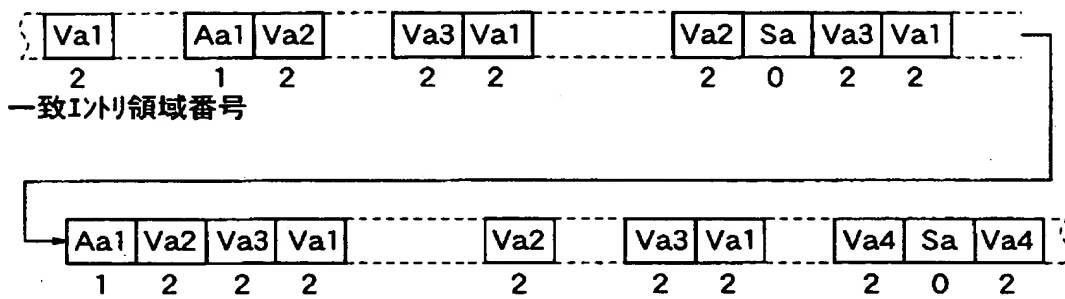 Va1 Aa1 Va2 Va3 Va1 Va2 Sa Va3 Va1
2 1 2 2 2 2 0 2 2
一致エントリ領域番号
Aa1 Va2 Va3 Va1 Va2 Va3 Va1 Va4 Sa Va4
1 2 2 2 2 2 2 2 0 2